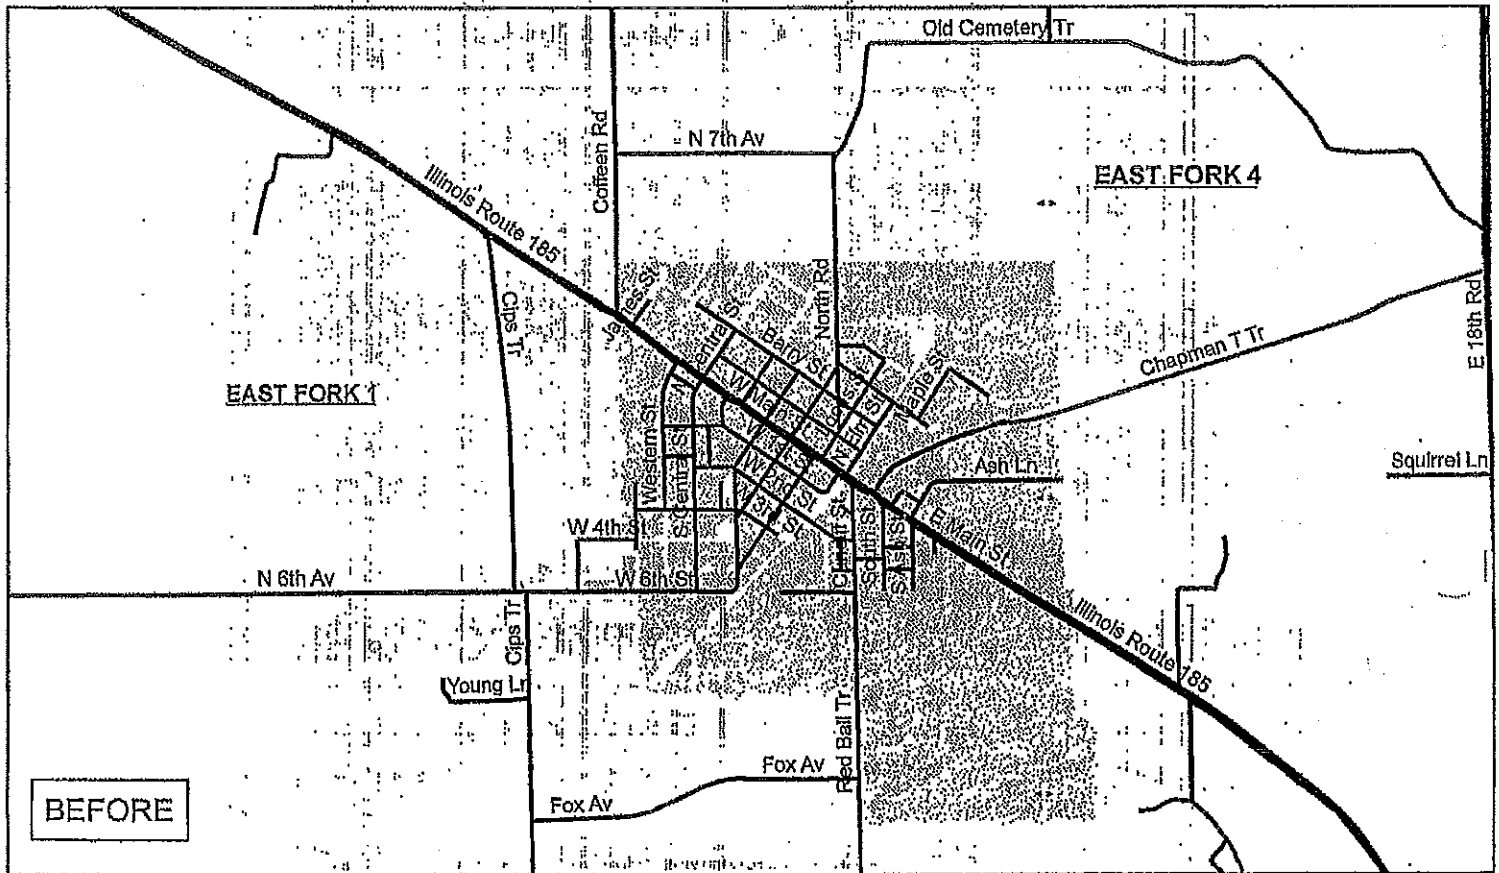 Old Cemetery Tr
Coffeen Rd
N 7th Av
EAST FORK 4
Illinois Route 185
North Rd
E 18th Rd
Cips Tr
Barry St
Chapman T Tr
EAST FORK 1
N Elm St
Western St
S Central St
Ash Ln
Squirrel Ln
W 3rd St
W 4th St
South St
S Ash St
E Main St
N 6th Av
W 6th St
Cips Tr
Illinois Route 185
Young Ln
Red Ball Tr
Fox Av
Fox Av
BEFORE